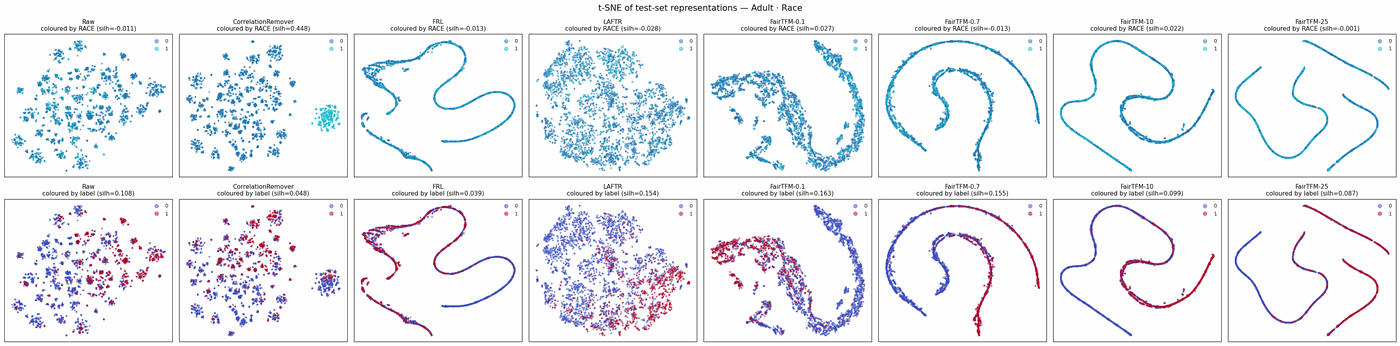 t-SNE of test-set representations — Adult · Race
Raw
coloured by RACE (silh=-0.011)
0
1
CorrelationRemover
coloured by RACE (silh=0.448)
0
1
FRL
coloured by RACE (silh=-0.013)
0
1
LAFTR
coloured by RACE (silh=-0.028)
0
1
FairTFM-0.1
coloured by RACE (silh=0.027)
0
1
FairTFM-0.7
coloured by RACE (silh=-0.013)
0
1
FairTFM-10
coloured by RACE (silh=0.022)
0
1
FairTFM-25
coloured by RACE (silh=-0.001)
0
1
Raw
coloured by label (silh=0.108)
0
1
CorrelationRemover
coloured by label (silh=0.048)
0
1
FRL
coloured by label (silh=0.039)
0
1
LAFTR
coloured by label (silh=0.154)
0
1
FairTFM-0.1
coloured by label (silh=0.163)
0
1
FairTFM-0.7
coloured by label (silh=0.155)
0
1
FairTFM-10
coloured by label (silh=0.099)
0
1
FairTFM-25
coloured by label (silh=0.087)
0
1